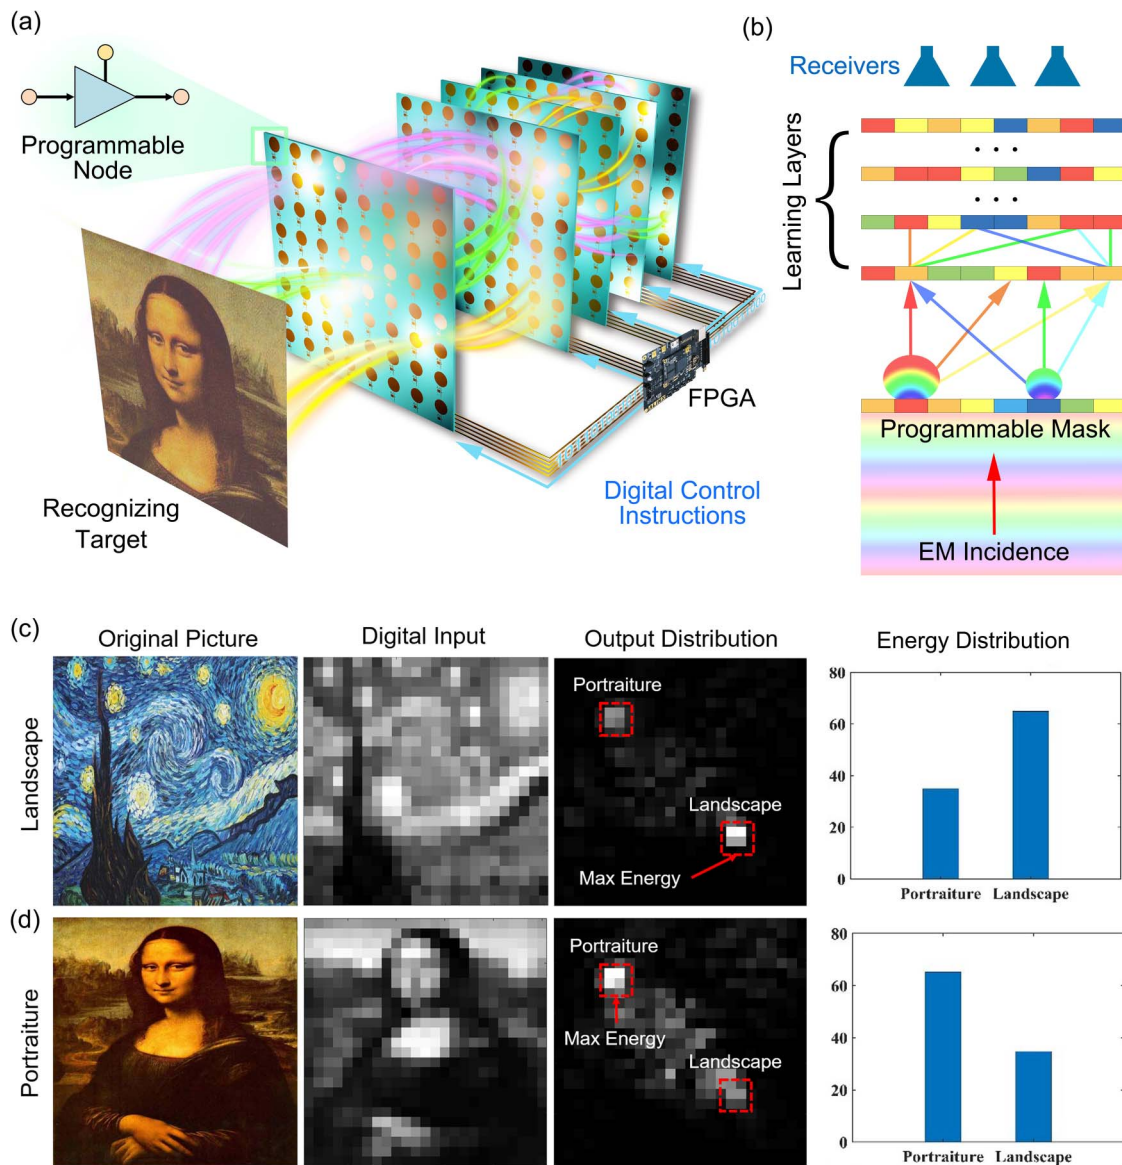 (a)
Programmable
Node
Recognizing
Target
FPGA
Digital Control
Instructions
(b)
Receivers
Learning Layers
. . .
. . .
Programmable Mask
EM Incidence
(c)
Original Picture
Digital Input
Output Distribution
Energy Distribution
Landscape
Portraiture
Landscape
Max Energy
80
60
40
20
0
Portraiture
Landscape
(d)
Portraiture
Portraiture
Max Energy
Landscape
80
60
40
20
0
Portraiture
Landscape